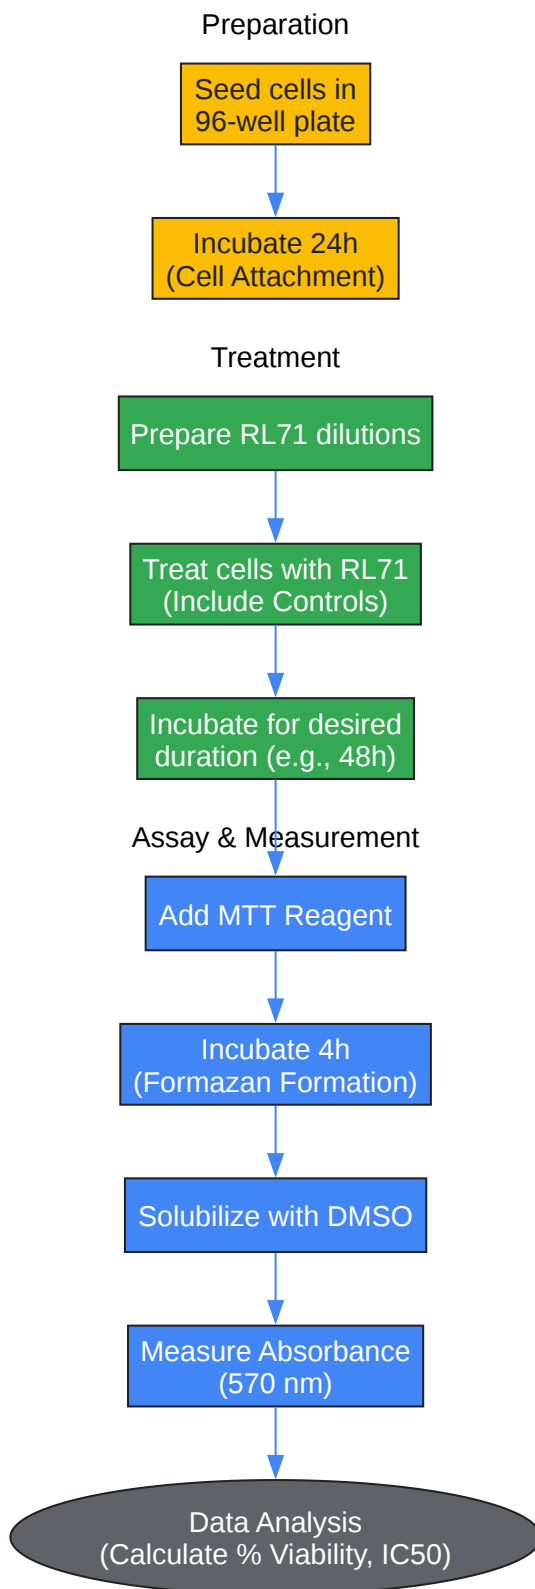 Preparation
Seed cells in
96-well plate
Incubate 24h
(Cell Attachment)
Treatment
Prepare RL71 dilutions
Treat cells with RL71
(Include Controls)
Incubate for desired
duration (e.g., 48h)
Assay & Measurement
Add MTT Reagent
Incubate 4h
(Formazan Formation)
Solubilize with DMSO
Measure Absorbance
(570 nm)
Data Analysis
(Calculate % Viability, IC50)